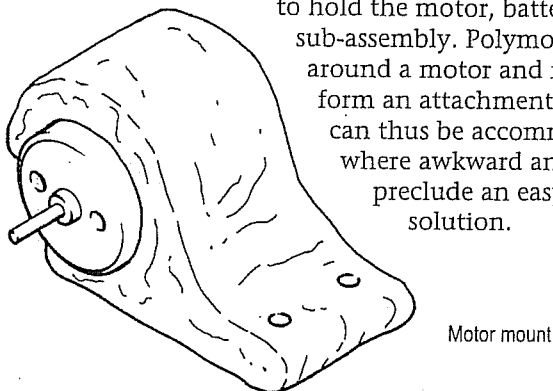 to hold the motor, batte
sub-assembly. Polymo
around a motor and
form an attachment
can thus be accomm
where awkward an
preclude an eas
solution.
Motor mount